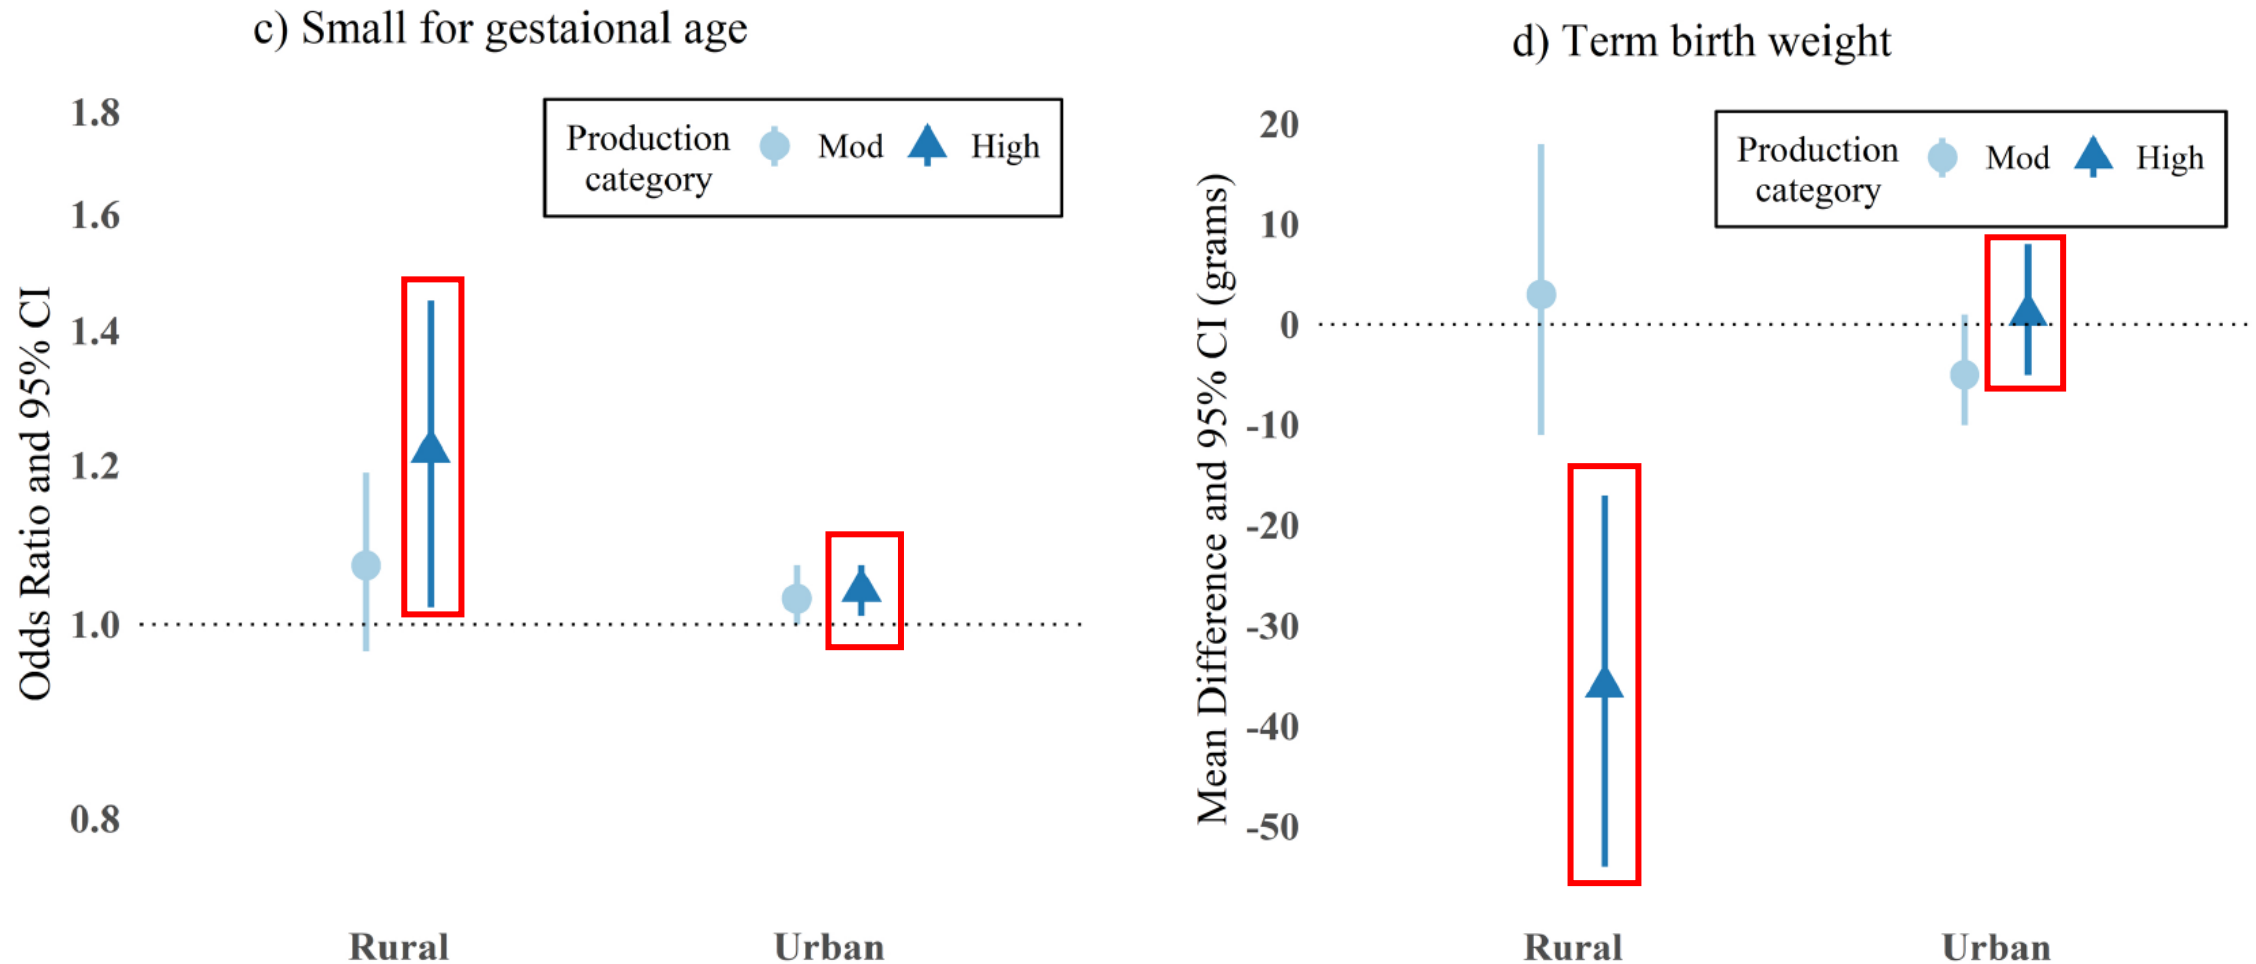 c) Small for gestaional age
1.8
1.6
1.4
1.2
1.0
0.8
Odds Ratio and 95% CI
Production
category
Mod
High
Rural
Urban
d) Term birth weight
20
10
0
-10
-20
-30
-40
-50
Mean Difference and 95% CI (grams)
Production
category
Mod
High
Rural
Urban